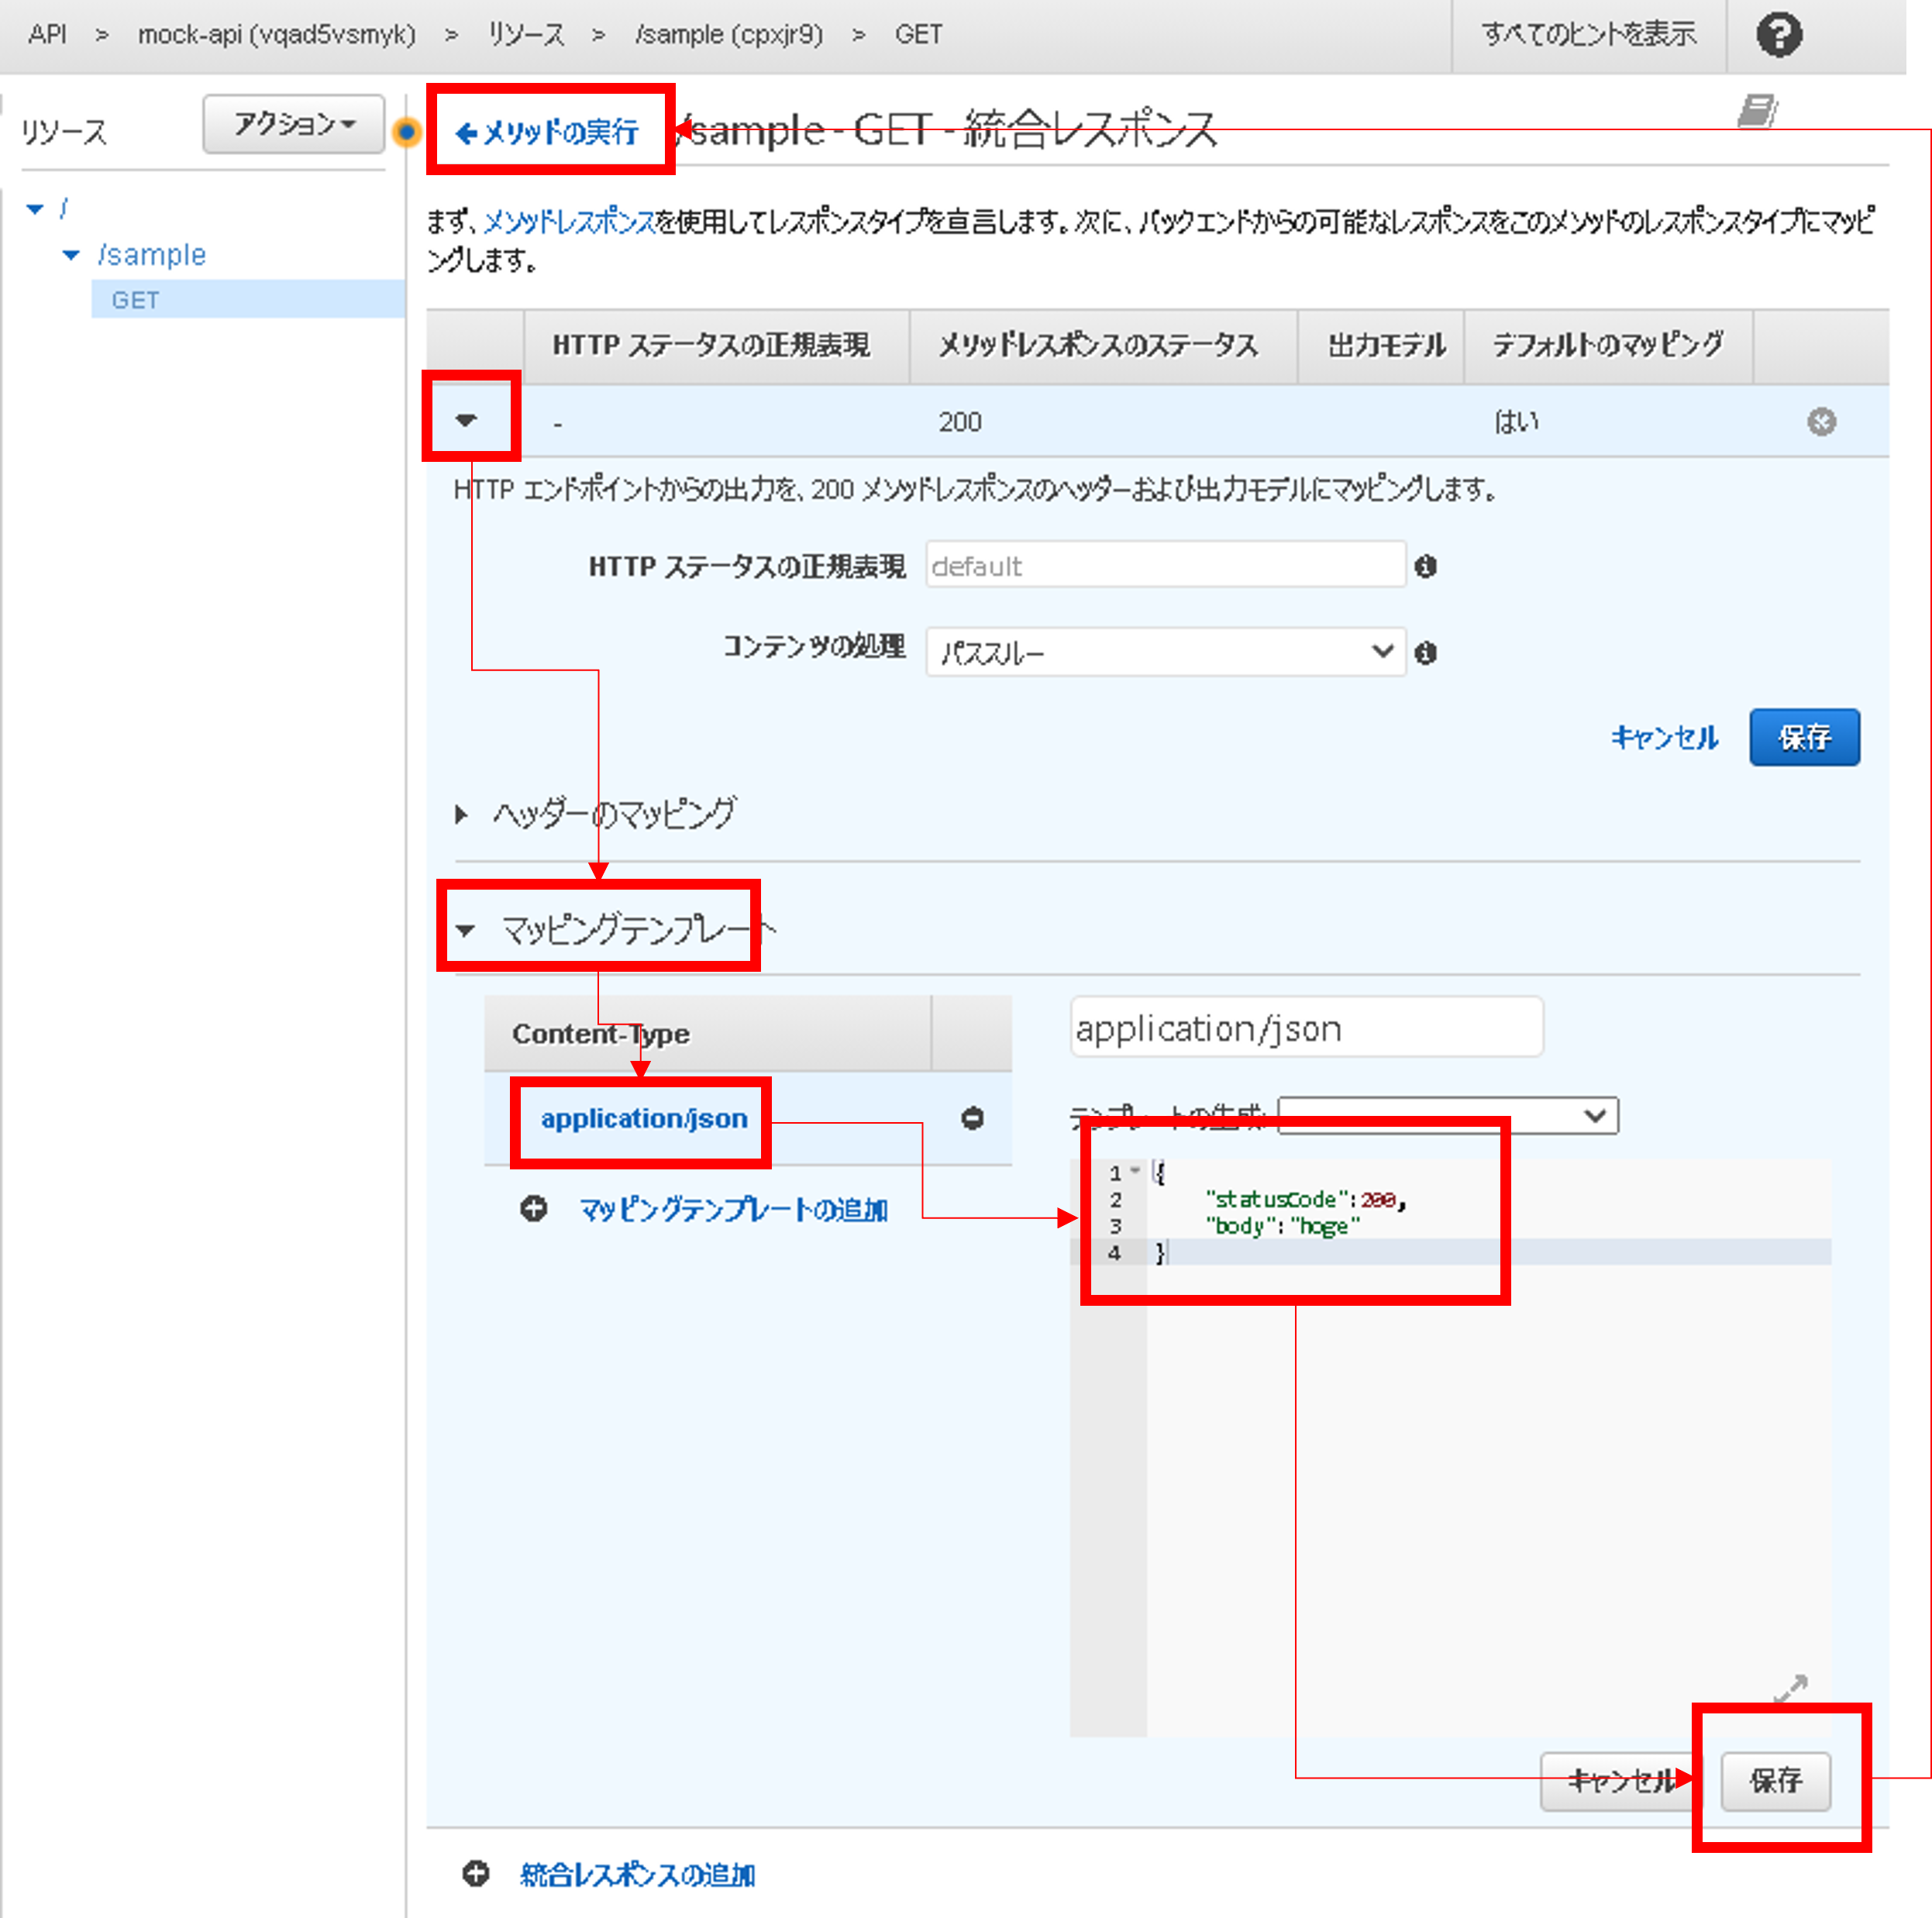 API > mock-api (vqad5vsmyk) > リソース > /sample (cpxjr9) > GET
すべてのヒントを表示
リソース
アクション
メソッドの実行
/sample - GET - 統合レスポンス
/
/sample
GET
まず、メソッドレスポンスを使用してレスポンスタイプを宣言します。次に、バックエンドからの可能なレスポンスをこのメソッドのレスポンスタイプにマッピ
ングします。
HTTP ステータスの正規表現 メソッドレスポンスのステータス 出力モデル デフォルトのマッピング
- 200 はい
HTTP エンドポイントからの出力を、200 メソッドレスポンスのヘッダーおよび出力モデルにマッピングします。
HTTP ステータスの正規表現 default
コンテンツの処理 パススルー
キャンセル 保存
ヘッダーのマッピング
マッピングテンプレート
Content-Type
application/json
application/json
テンプレートの生成:
マッピングテンプレートの追加
1 {
2 "statusCode":200,
3 "body":"hoge"
4 }
キャンセル 保存
統合レスポンスの追加